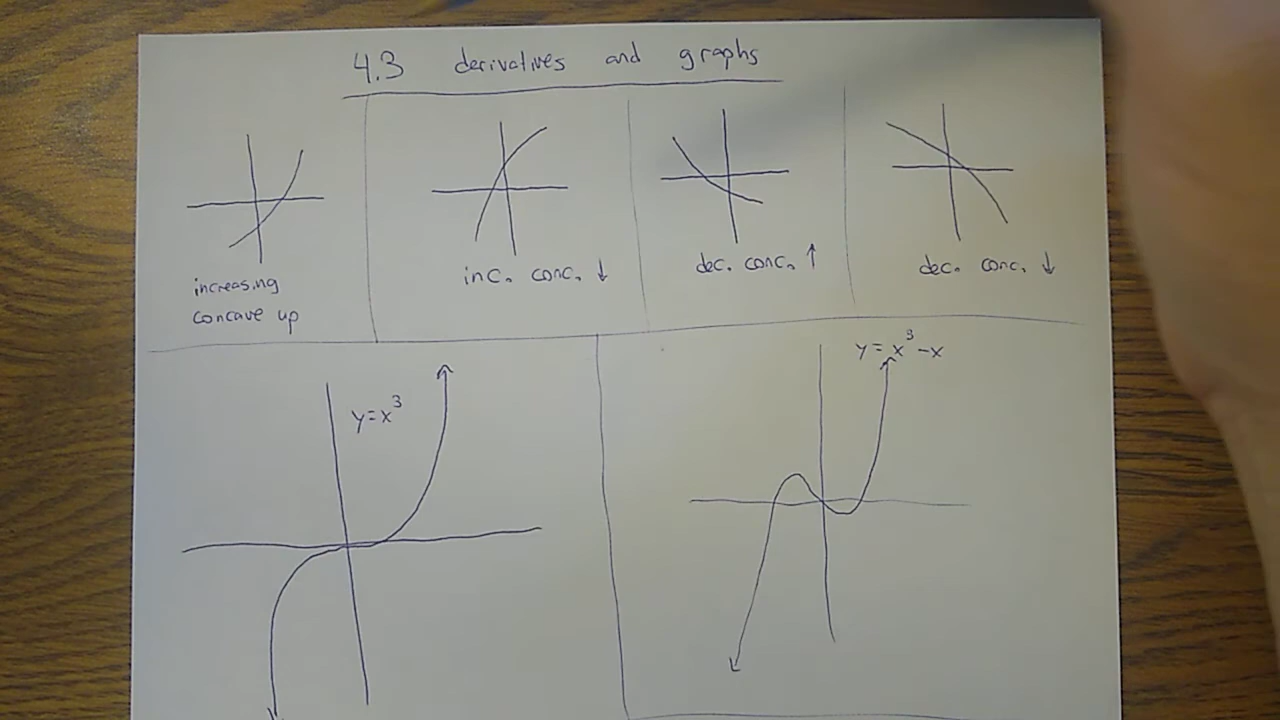 4.3 derivatives and graphs
increasing
concave up
inc. conc. ↓
dec. conc. ↑
dec. conc. ↓
y=x³
y=x³-x